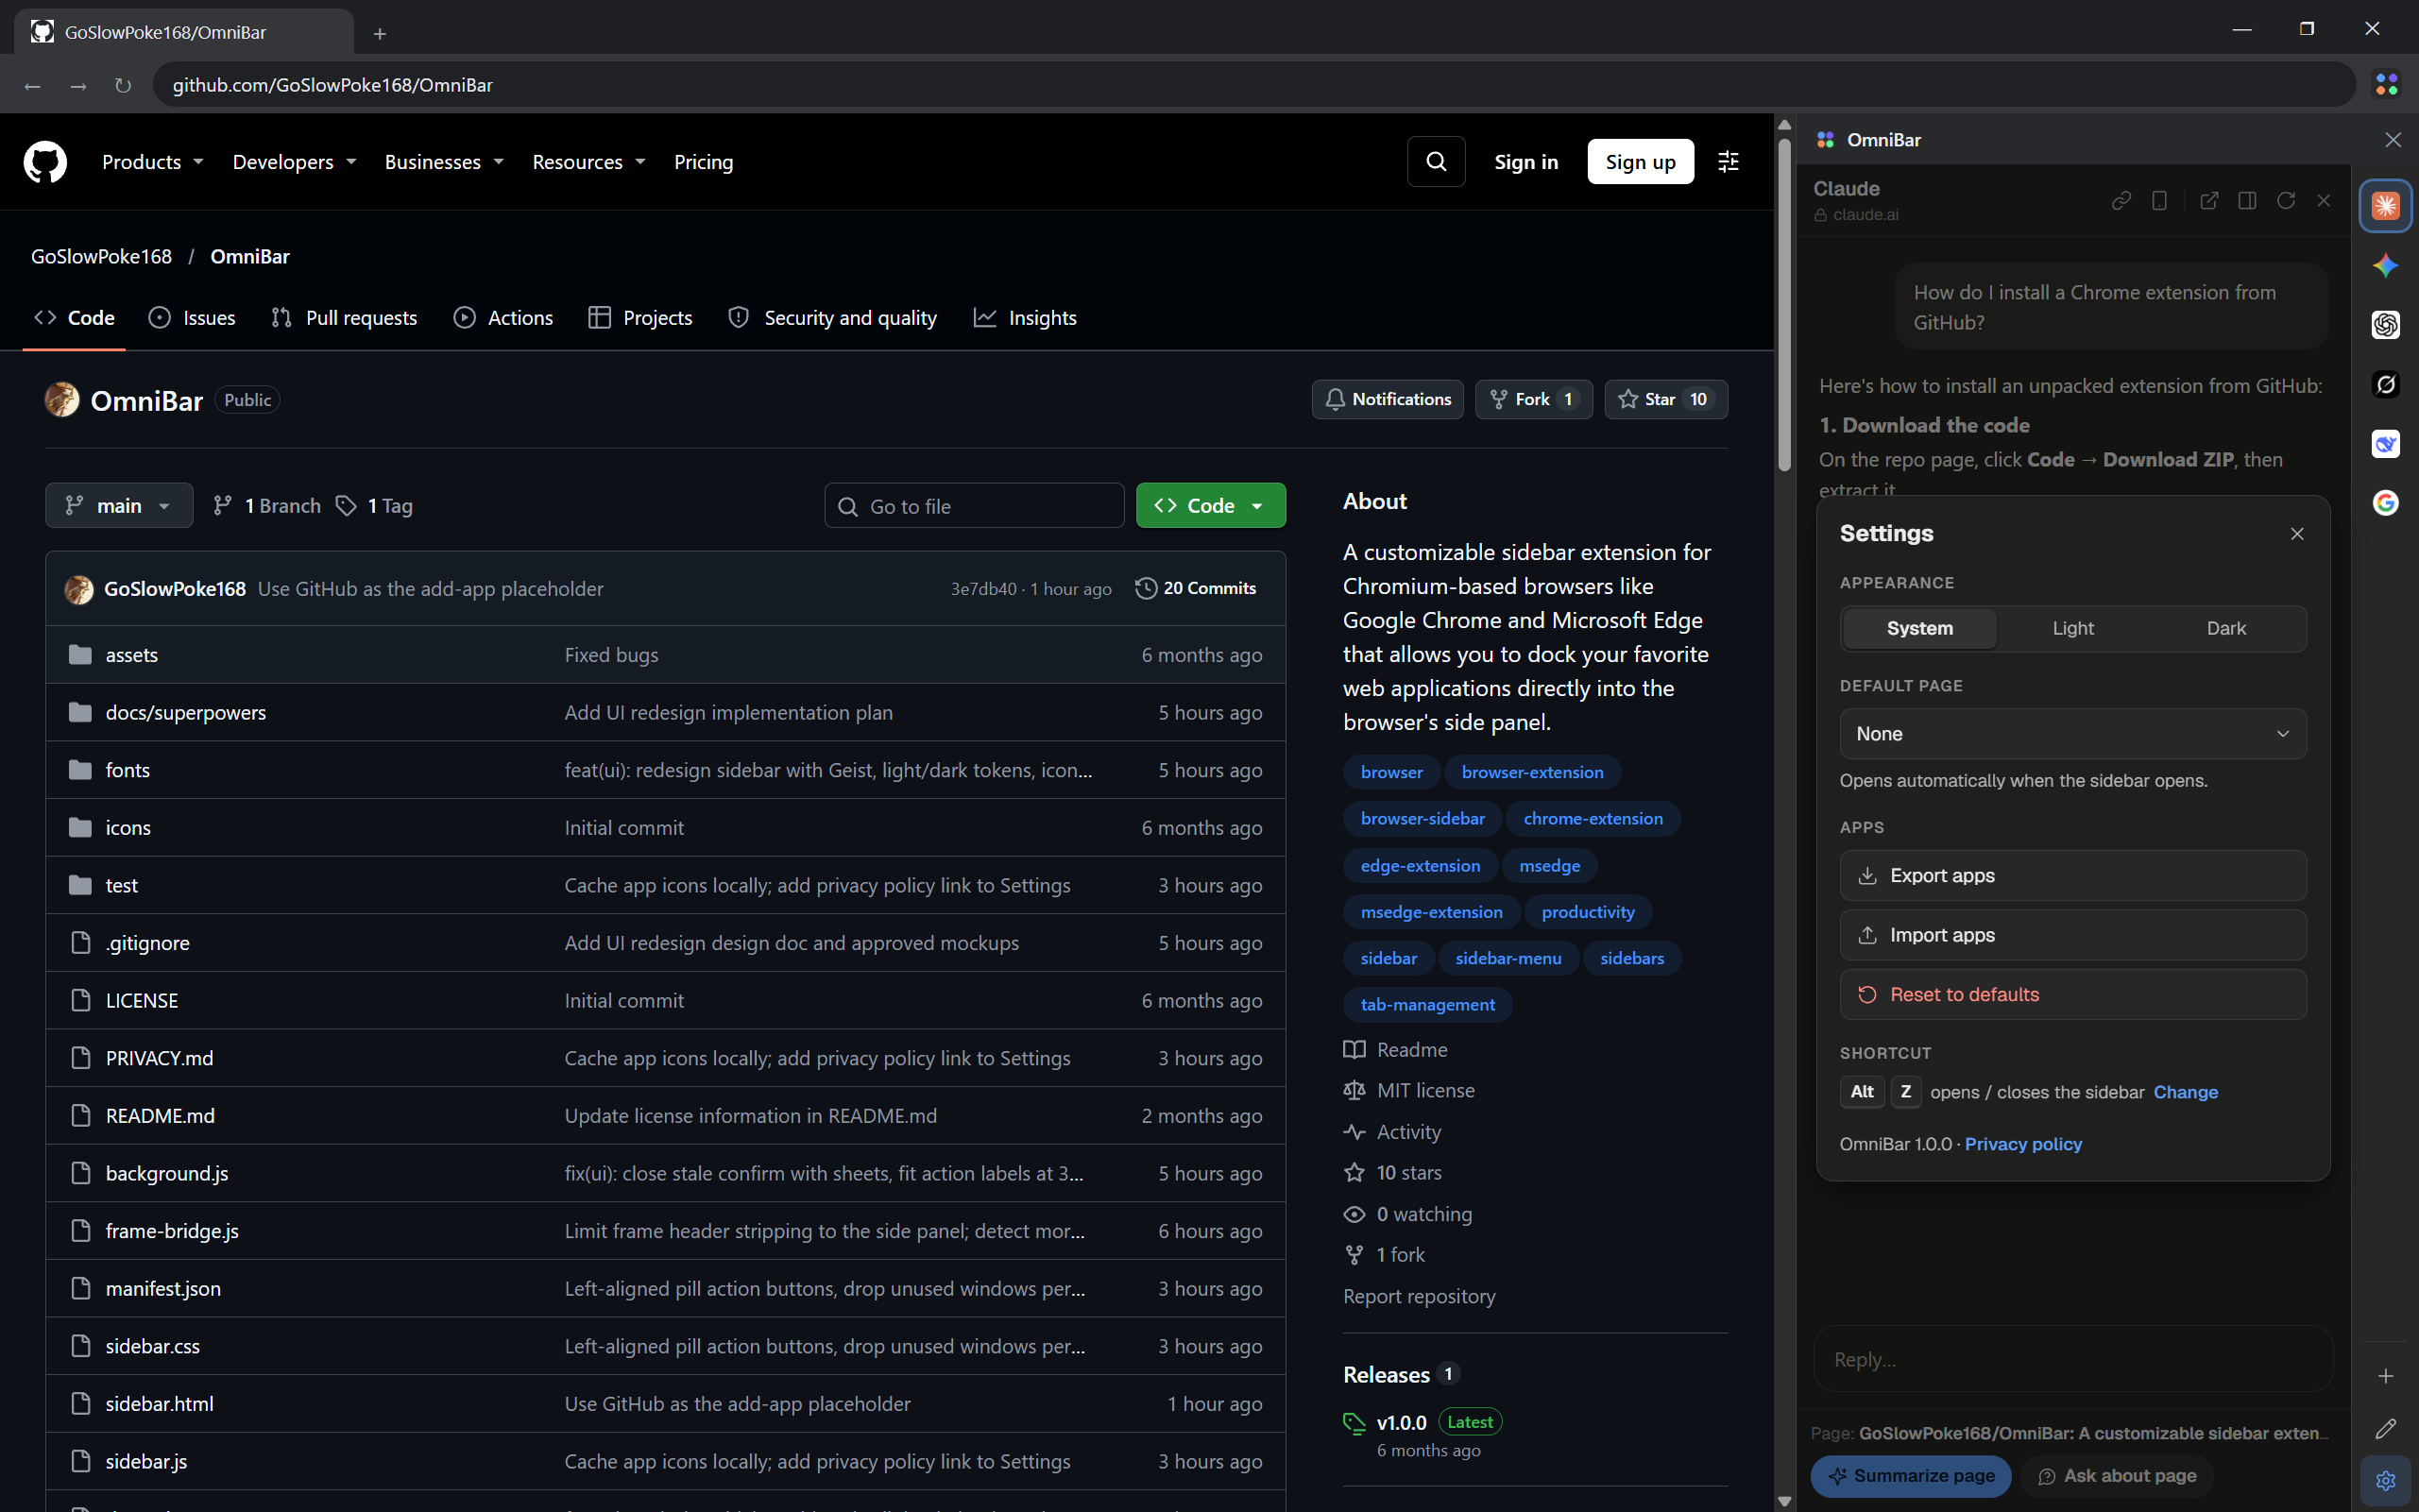 GoSlowPoke168/OmniBar
github.com/GoSlowPoke168/OmniBar
Products
Developers
Businesses
Resources
Pricing
Sign in
Sign up
GoSlowPoke168 / OmniBar
Code
Issues
Pull requests
Actions
Projects
Security and quality
Insights
OmniBar
Public
Notifications
Fork 1
Star 10
main
1 Branch
1 Tag
Go to file
Code
GoSlowPoke168 Use GitHub as the add-app placeholder 3e7db40 · 1 hour ago 20 Commits
assets Fixed bugs 6 months ago
docs/superpowers Add UI redesign implementation plan 5 hours ago
fonts feat(ui): redesign sidebar with Geist, light/dark tokens, icon... 5 hours ago
icons Initial commit 6 months ago
test Cache app icons locally; add privacy policy link to Settings 3 hours ago
.gitignore Add UI redesign design doc and approved mockups 5 hours ago
LICENSE Initial commit 6 months ago
PRIVACY.md Cache app icons locally; add privacy policy link to Settings 3 hours ago
README.md Update license information in README.md 2 months ago
background.js fix(ui): close stale confirm with sheets, fit action labels at 3... 5 hours ago
frame-bridge.js Limit frame header stripping to the side panel; detect mor... 6 hours ago
manifest.json Left-aligned pill action buttons, drop unused windows per... 3 hours ago
sidebar.css Left-aligned pill action buttons, drop unused windows per... 3 hours ago
sidebar.html Use GitHub as the add-app placeholder 1 hour ago
sidebar.js Cache app icons locally; add privacy policy link to Settings 3 hours ago
About
A customizable sidebar extension for
Chromium-based browsers like
Google Chrome and Microsoft Edge
that allows you to dock your favorite
web applications directly into the
browser's side panel.
browser browser-extension
browser-sidebar chrome-extension
edge-extension msedge
msedge-extension productivity
sidebar sidebar-menu sidebars
tab-management
Readme
MIT license
Activity
10 stars
0 watching
1 fork
Report repository
Releases 1
v1.0.0 Latest
6 months ago
OmniBar
Claude
claude.ai
How do I install a Chrome extension from
GitHub?
Here's how to install an unpacked extension from GitHub:
1. Download the code
On the repo page, click Code → Download ZIP, then
extract it
Settings
APPEARANCE
System Light Dark
DEFAULT PAGE
None
Opens automatically when the sidebar opens.
APPS
Export apps
Import apps
Reset to defaults
SHORTCUT
Alt Z opens / closes the sidebar Change
OmniBar 1.0.0 · Privacy policy
Reply...
Page: GoSlowPoke168/OmniBar: A customizable sidebar exten...
Summarize page
Ask about page